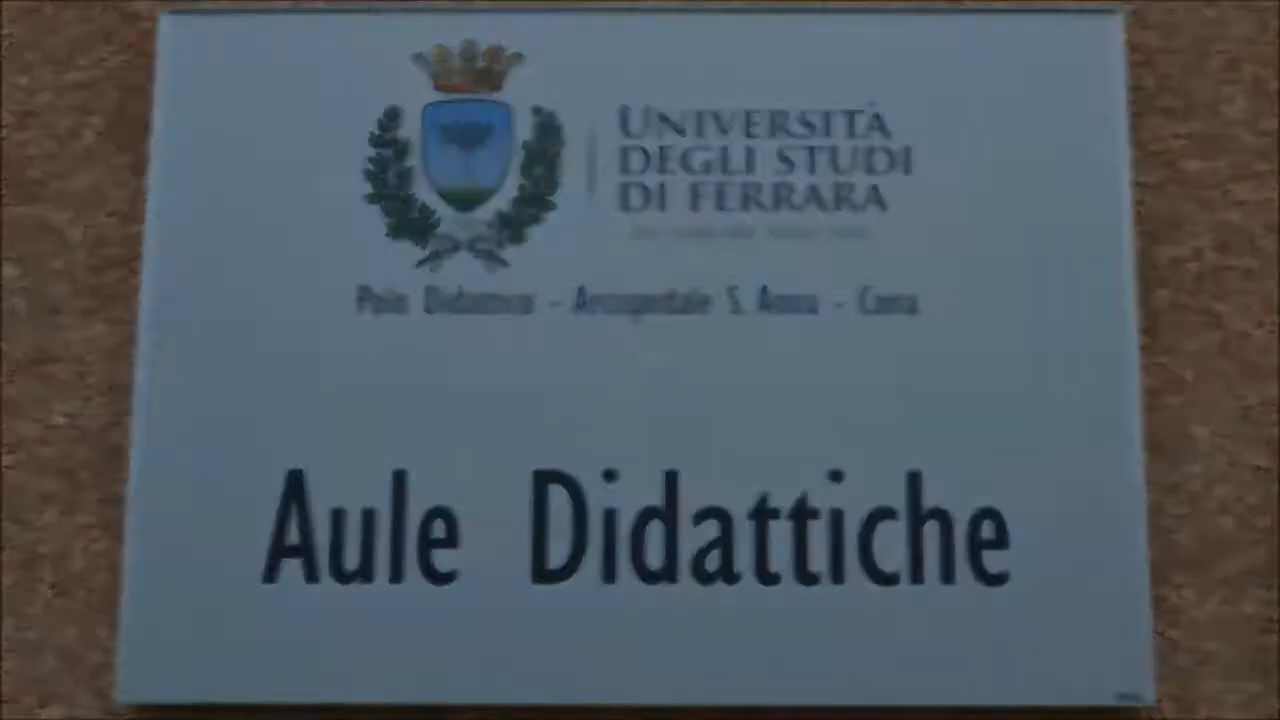 UNIVERSITÀ
DEGLI STUDI
DI FERRARA
Polo Didattico - Arcispedale S. Anna - Cona
Aule Didattiche